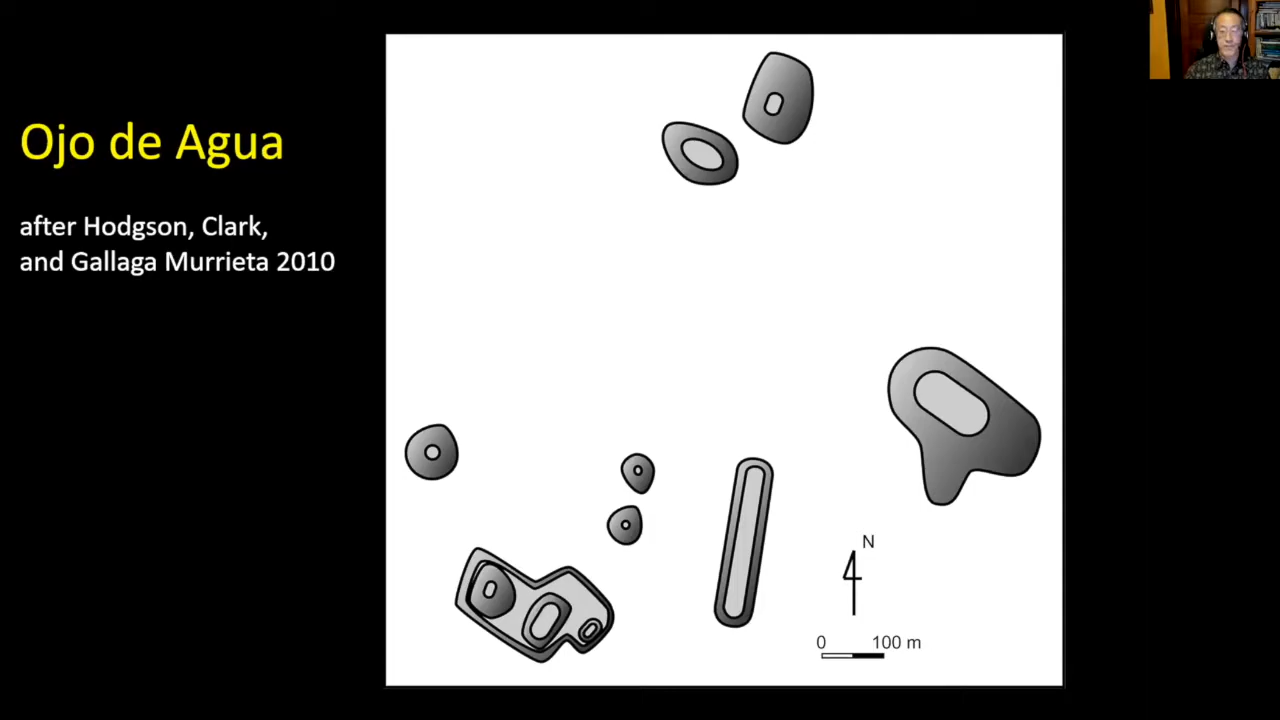 Ojo de Agua
after Hodgson, Clark,
and Gallaga Murrieta 2010
N
0 100 m